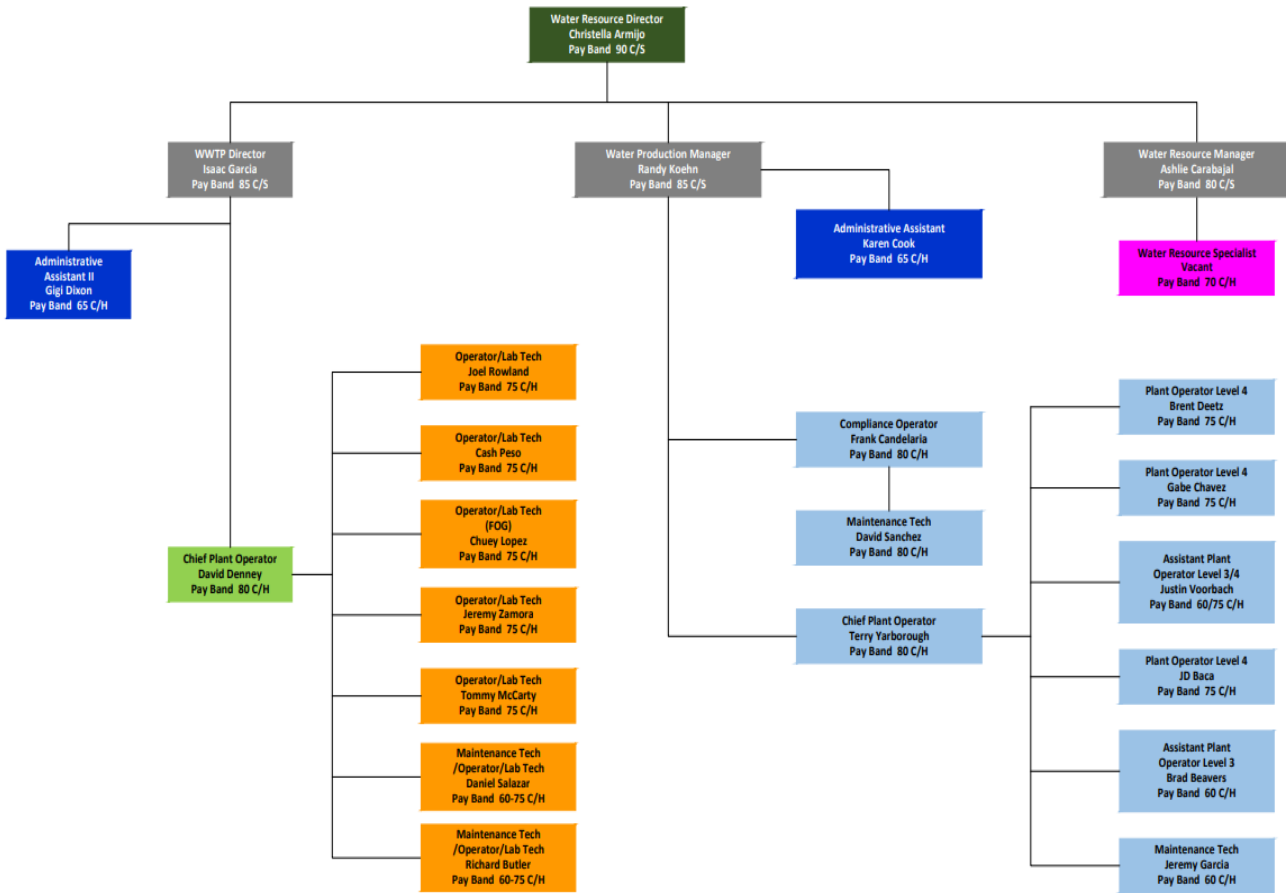 Water Resource Director
Christella Armijo
Pay Band 90 C/S
WWTP Director
Isaac Garcia
Pay Band 85 C/S
Water Production Manager
Randy Koehn
Pay Band 85 C/S
Water Resource Manager
Ashlie Carabajal
Pay Band 80 C/S
Administrative
Assistant II
Gigl Dixon
Pay Band 65 C/H
Administrative Assistant
Karen Cook
Pay Band 65 C/H
Water Resource Specialist
Vacant
Pay Band 70 C/H
Chief Plant Operator
David Denney
Pay Band 80 C/H
Operator/Lab Tech
Joel Rowland
Pay Band 75 C/H
Operator/Lab Tech
Cash Peso
Pay Band 75 C/H
Operator/Lab Tech
(FOG)
Chuey Lopez
Pay Band 75 C/H
Operator/Lab Tech
Jeremy Zamora
Pay Band 75 C/H
Operator/Lab Tech
Tommy McCarty
Pay Band 75 C/H
Maintenance Tech
/Operator/Lab Tech
Daniel Salazar
Pay Band 60-75 C/H
Maintenance Tech
/Operator/Lab Tech
Richard Butler
Pay Band 60-75 C/H
Compliance Operator
Frank Candelaria
Pay Band 80 C/H
Maintenance Tech
David Sanchez
Pay Band 80 C/H
Chief Plant Operator
Terry Yarborough
Pay Band 80 C/H
Plant Operator Level 4
Brent Deetz
Pay Band 75 C/H
Plant Operator Level 4
Gabe Chavez
Pay Band 75 C/H
Assistant Plant
Operator Level 3/4
Justin Voorbach
Pay Band 60/75 C/H
Plant Operator Level 4
JD Baca
Pay Band 75 C/H
Assistant Plant
Operator Level 3
Brad Beavers
Pay Band 60 C/H
Maintenance Tech
Jeremy Garcia
Pay Band 60 C/H